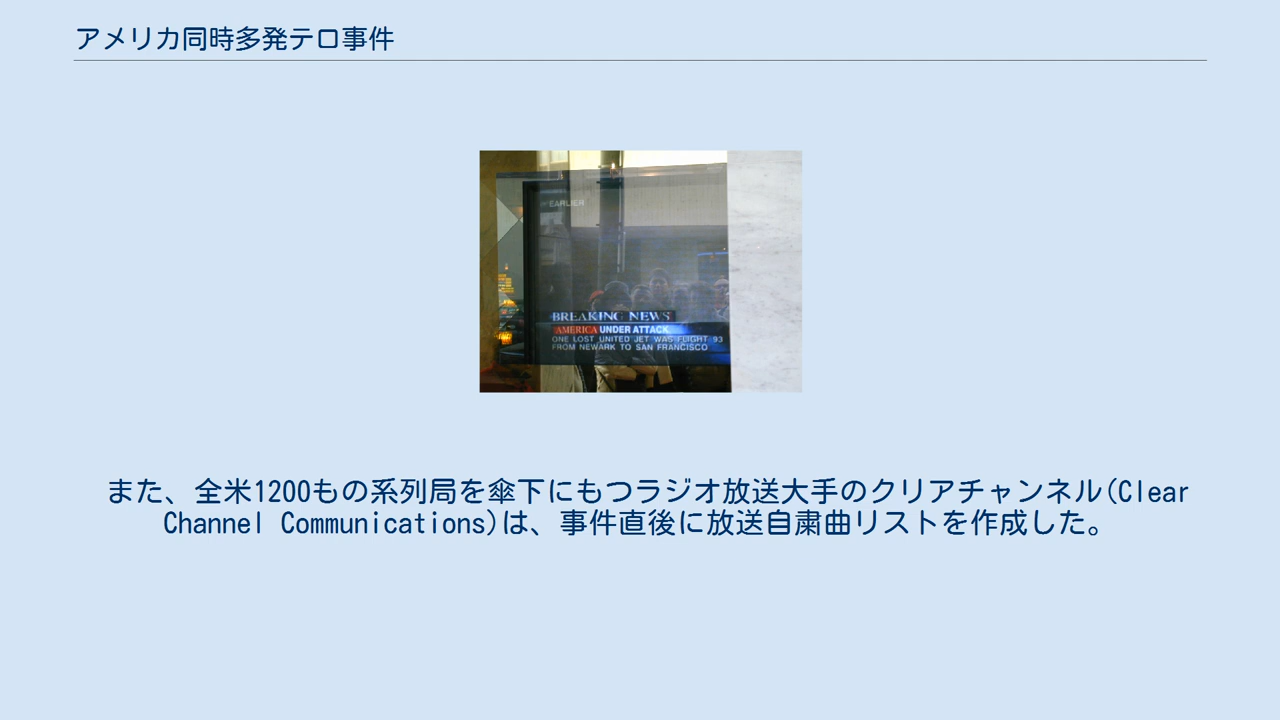 アメリカ同時多発テロ事件
EARLIER
BREAKING NEWS
AMERICA UNDER ATTACK
ONE LOST UNITED JET WAS FLIGHT 93
FROM NEWARK TO SAN FRANCISCO
また、全米1200もの系列局を傘下にもつラジオ放送大手のクリアチャンネル(Clear
Channel Communications)は、事件直後に放送自粛曲リストを作成した。